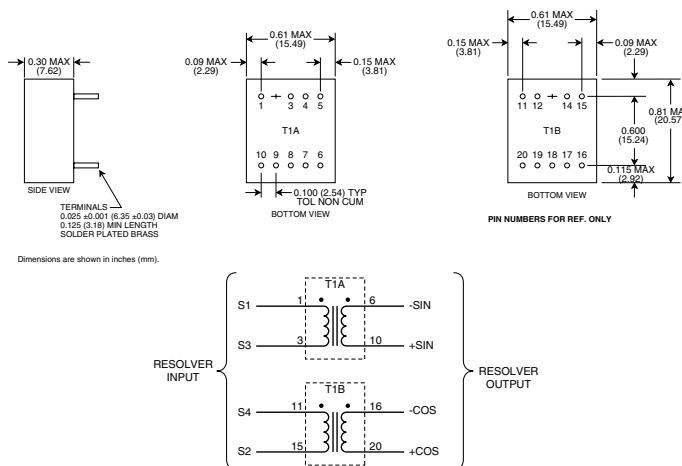 0.30 MAX
(7.62)
SIDE VIEW
TERMINALS
0.025 ±0.001 (6.35 ±0.03) DIAM
0.125 (3.18) MIN LENGTH
SOLDER PLATED BRASS
Dimensions are shown in inches (mm).
0.61 MAX
(15.49)
0.09 MAX
(2.29)
0.15 MAX
(3.81)
1 3 4 5
T1A
10 9 8 7 6
0.100 (2.54) TYP
TOL NON CUM
BOTTOM VIEW
0.61 MAX
(15.49)
0.15 MAX
(3.81)
0.09 MAX
(2.29)
11 12 14 15
T1B
20 19 18 17 16
0.81 MA
(20.57
0.600
(15.24)
0.115 MAX
(2.92)
BOTTOM VIEW
PIN NUMBERS FOR REF. ONLY
T1A
S1 1 6 -SIN
S3 3 10 +SIN
RESOLVER
INPUT
RESOLVER
OUTPUT
T1B
S4 11 16 -COS
S2 15 20 +COS